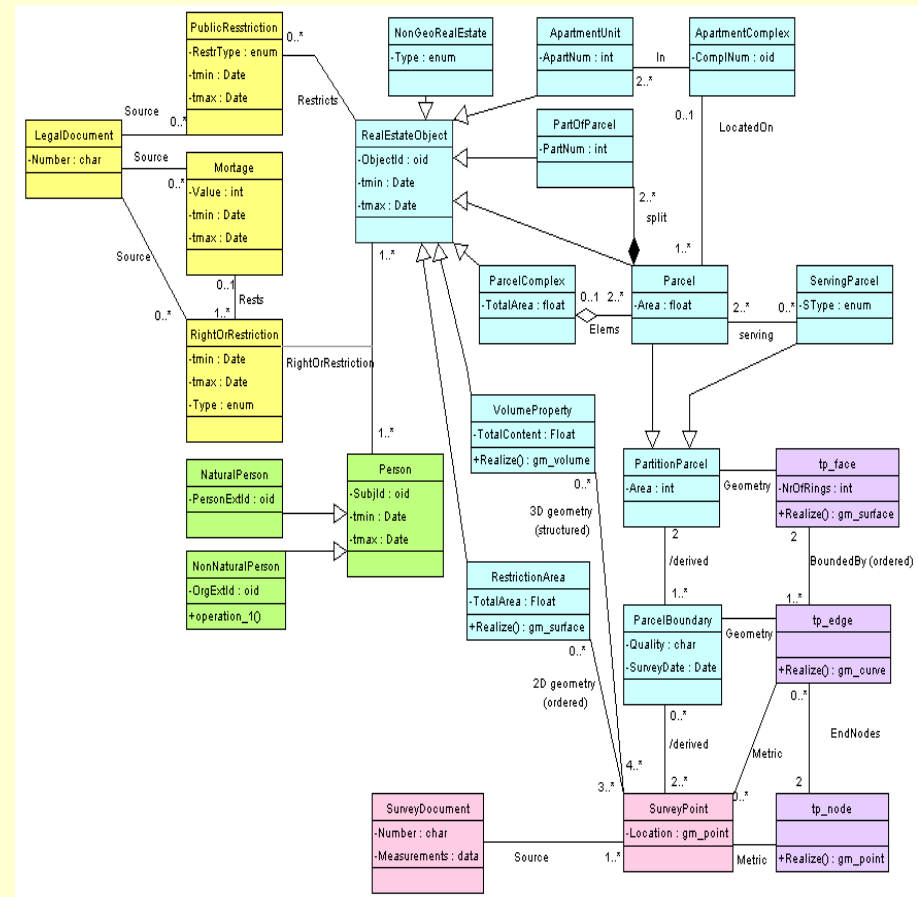 PublicResstriction
-RestrType : enum
-tmin : Date
-tmax : Date
0..*
Restricts
NonGeoRealEstate
-Type : enum
ApartmentUnit
-ApartNum : int
In
2..*
ApartmentComplex
-ComplNum : oid
0..1
LocatedOn
Source
0..*
LegalDocument
-Number : char
Source
0..*
Mortage
-Value : int
-tmin : Date
-tmax : Date
RealEstateObject
-ObjectId : oid
-tmin : Date
-tmax : Date
PartOfParcel
-PartNum : int
2..*
split
1..*
Source
0..*
0..1
Rests
1..*
1..*
ParcelComplex
-TotalArea : float
0..1
2..*
Elems
Parcel
-Area : float
2..*
0..*
serving
ServingParcel
-SType : enum
RightOrRestriction
-tmin : Date
-tmax : Date
-Type : enum
RightOrRestriction
1..*
VolumeProperty
-TotalContent : Float
+Realize() : gm_volume
0..*
3D geometry
(structured)
PartitionParcel
-Area : int
Geometry
tp_face
-NrOfRings : int
+Realize() : gm_surface
NaturalPerson
-PersonExtId : oid
Person
-SubjId : oid
-tmin : Date
-tmax : Date
2
/derived
1..*
2
BoundedBy (ordered)
1..*
NonNaturalPerson
-OrgExtId : oid
+operation_1()
RestrictionArea
-TotalArea : Float
+Realize() : gm_surface
0..*
2D geometry
(ordered)
ParcelBoundary
-Quality : char
-SurveyDate : Date
Geometry
tp_edge
+Realize() : gm_curve
0..*
/derived
2..*
0..*
EndNodes
2
Metric
0..*
4..*
3..*
SurveyDocument
-Number : char
-Measurements : data
Source
1..*
SurveyPoint
-Location : gm_point
Metric
tp_node
+Realize() : gm_point